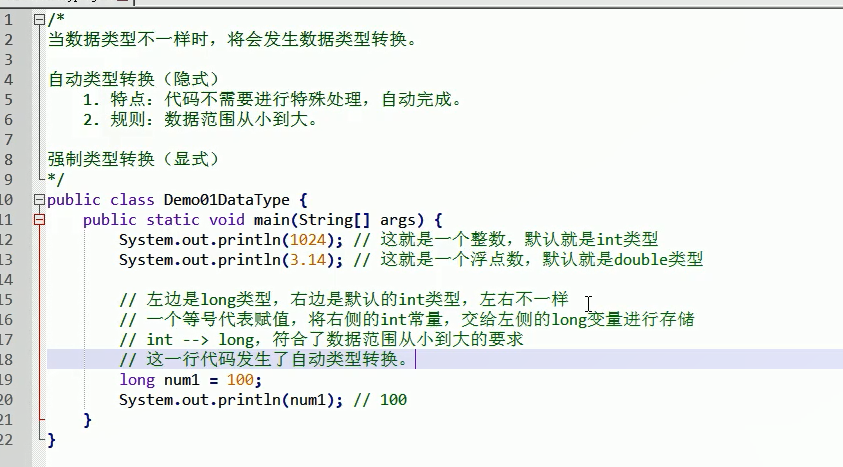 1 /*
2 当数据类型不一样时，将会发生数据类型转换。
3
4 自动类型转换（隐式）
5     1. 特点：代码不需要进行特殊处理，自动完成。
6     2. 规则：数据范围从小到大。
7
8 强制类型转换（显式）
9 */
10 public class Demo01DataType {
11     public static void main(String[] args) {
12         System.out.println(1024); // 这就是一个整数，默认就是int类型
13         System.out.println(3.14); // 这就是一个浮点数，默认就是double类型
14
15         // 左边是long类型，右边是默认的int类型，左右不一样
16         // 一个等号代表赋值，将右侧的int常量，交给左侧的long变量进行存储
17         // int --> long，符合了数据范围从小到大的要求
18         // 这一行代码发生了自动类型转换。
19         long num1 = 100;
20         System.out.println(num1); // 100
21     }
22 }